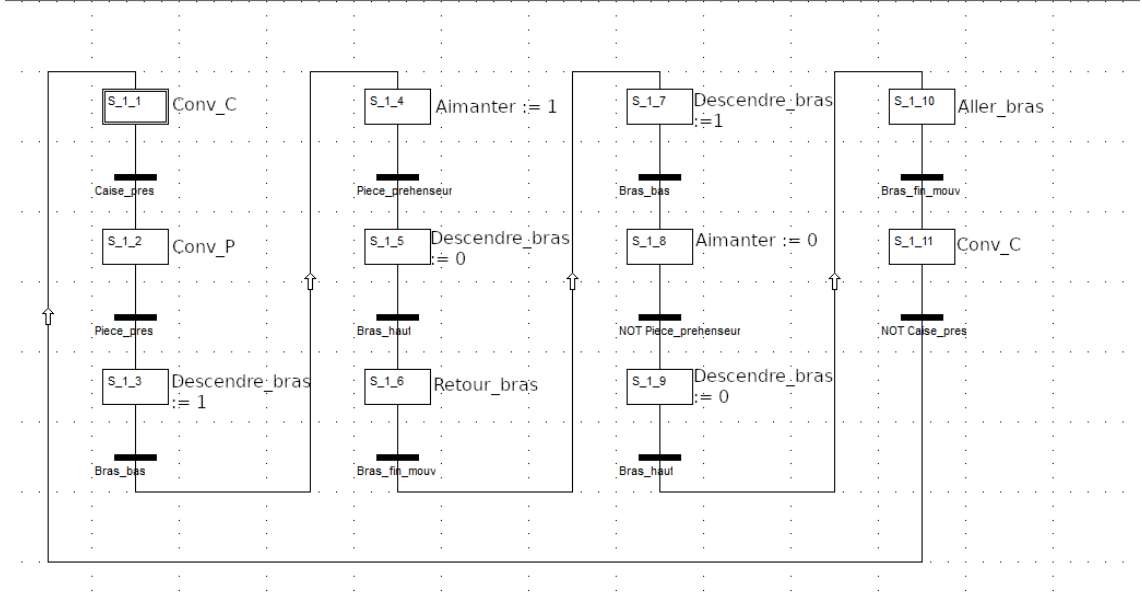 S_1_1
Conv_C
Caise_pres
S_1_2
Conv_P
Piece_pres
S_1_3
Descendre_bras
:= 1
Bras_bas
S_1_4
Aimanter := 1
Piece_prehenseur
S_1_5
Descendre_bras
:= 0
Bras_haut
S_1_6
Retour_bras
Bras_fin_mouv
S_1_7
Descendre_bras
:=1
Bras_bas
S_1_8
Aimanter := 0
NOT Piece_prehenseur
S_1_9
Descendre_bras
:= 0
Bras_haut
S_1_10
Aller_bras
Bras_fin_mouv
S_1_11
Conv_C
NOT Caise_pres